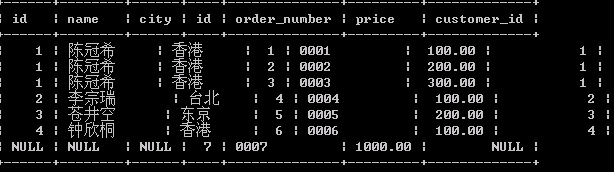 id | name | city | id | order_number | price | customer_id |
1 | 陈冠希 | 香港 | 1 | 0001 | 100.00 | 1 |
1 | 陈冠希 | 香港 | 2 | 0002 | 200.00 | 1 |
1 | 陈冠希 | 香港 | 3 | 0003 | 300.00 | 1 |
2 | 李宗瑞 | 台北 | 4 | 0004 | 100.00 | 2 |
3 | 苍井空 | 东京 | 5 | 0005 | 200.00 | 3 |
4 | 钟欣桐 | 香港 | 6 | 0006 | 100.00 | 4 |
NULL | NULL | NULL | 7 | 0007 | 1000.00 | NULL |